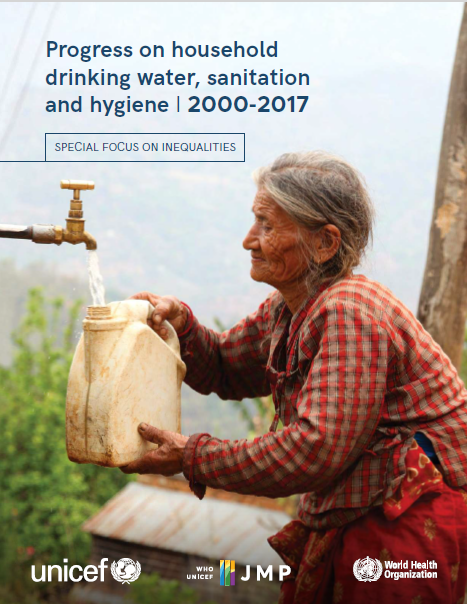 Progress on household
drinking water, sanitation
and hygiene | 2000-2017
SPECIAL FOCUS ON INEQUALITIES
unicef
WHO
UNICEF
JMP
World Health
Organization